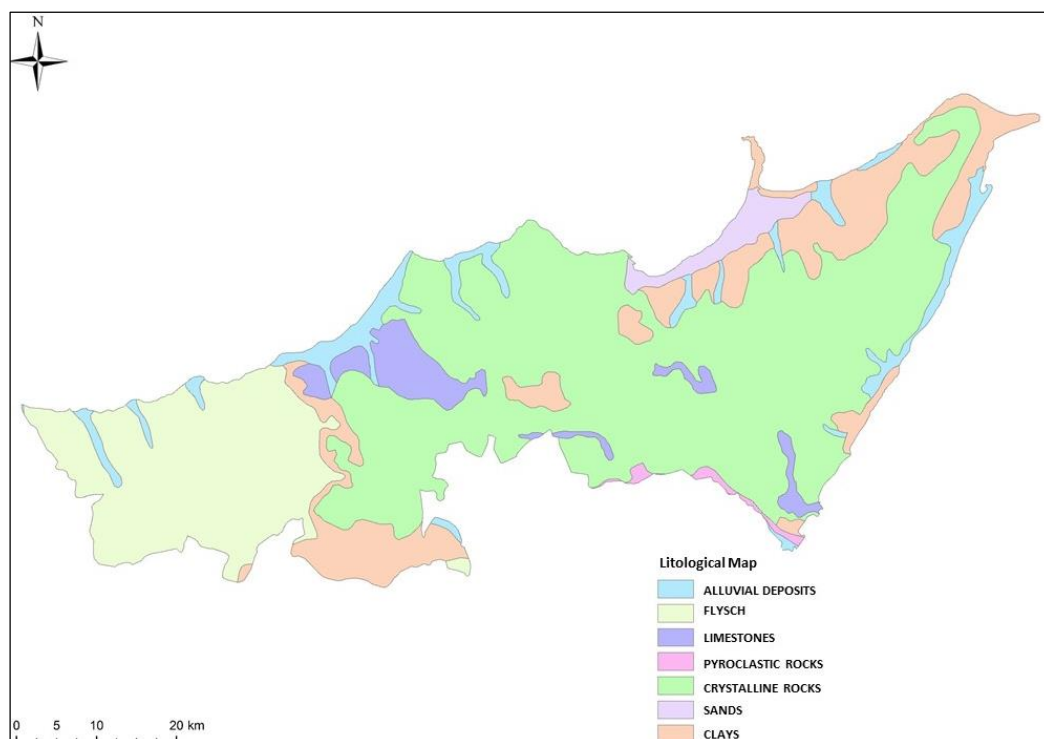 N
Litological Map
ALLUVIAL DEPOSITS
FLYSCH
LIMESTONES
PYROCLASTIC ROCKS
CRYSTALLINE ROCKS
SANDS
CLAYS
0 5 10 20 km